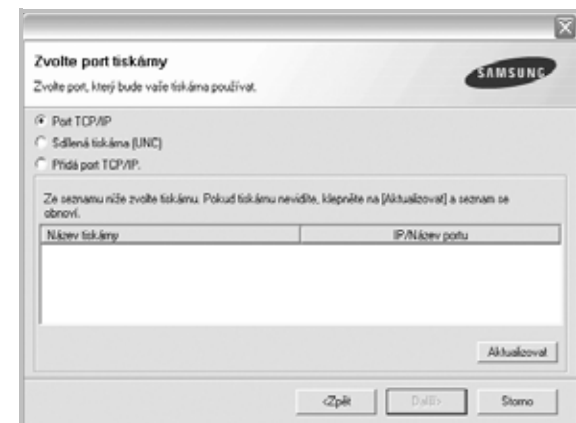 Zvolte port tiskárny
Zvolte port, který bude vaše tiskárna používat.
SAMSUNG
Port TCP/IP
Sdílená tiskárna (UNC)
Přidá port TCP/IP.
Ze seznamu níže zvolte tiskárnu. Pokud tiskárnu nevidíte, klepněte na [Aktualizovat] a seznam se
obnoví.
Název tiskárny IP/Název portu
Aktualizovat
<Zpět Další> Storno